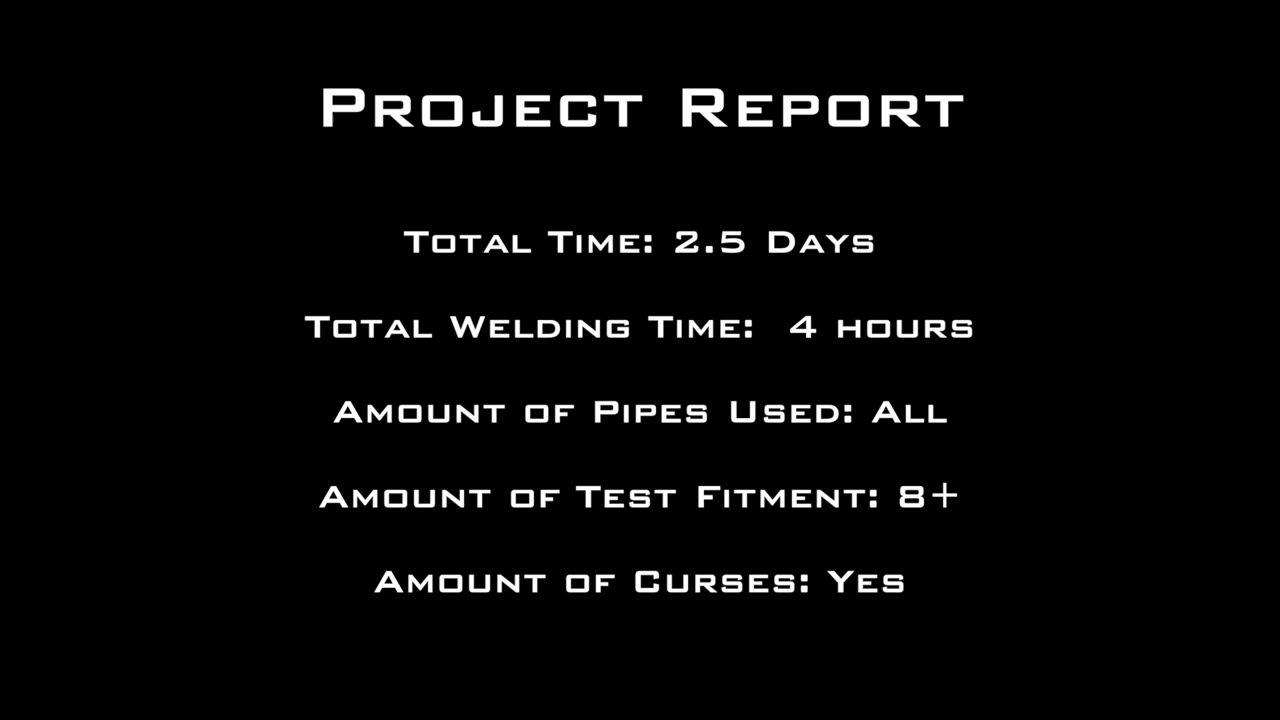 Project Report
Total Time: 2.5 Days
Total Welding Time:  4 hours
Amount of Pipes Used: All
Amount of Test Fitment: 8+
Amount of Curses: Yes